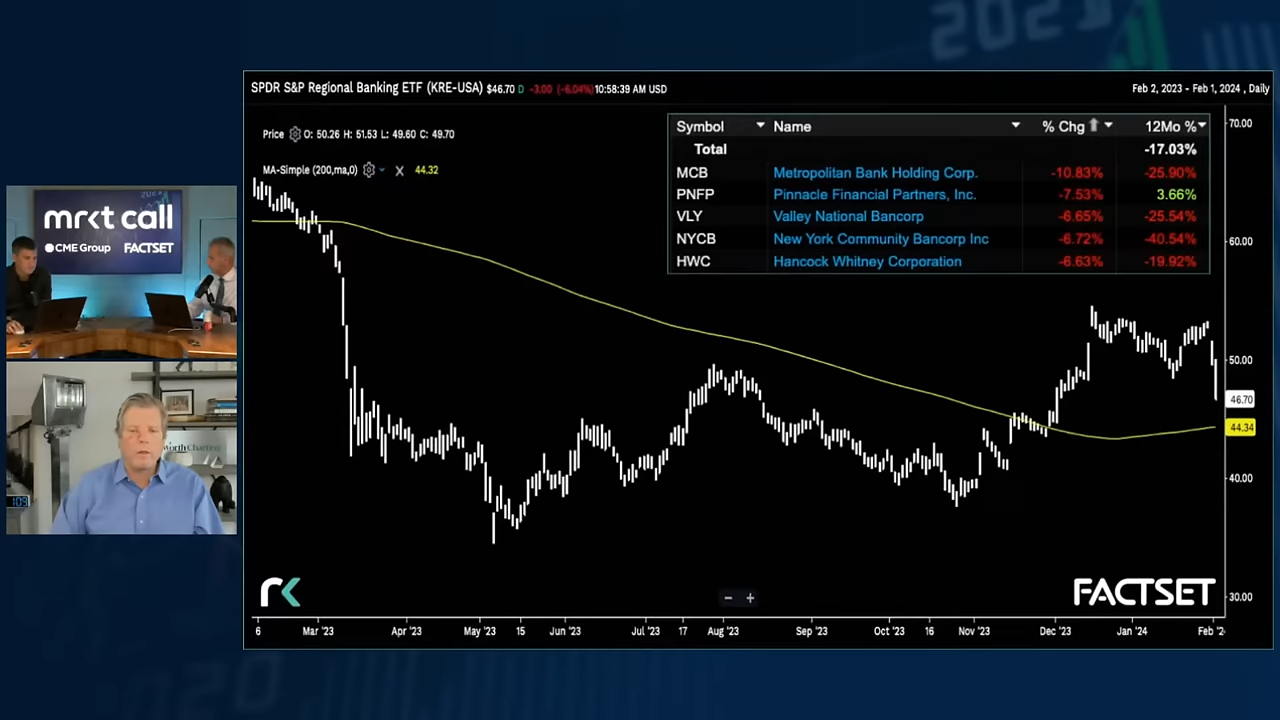 2021
SPDR S&P Regional Banking ETF (KRE-USA) $46.70 D -3.00 (-6.04%) 10:58:39 AM USD
Feb 2, 2023 - Feb 1, 2024 , Daily
Price O: 50.26 H: 51.53 L: 49.60 C: 49.70
MA-Simple (200,ma,0) X 44.32
Symbol Name % Chg 12Mo %
Total -17.03%
MCB Metropolitan Bank Holding Corp. -10.83% -25.90%
PNFP Pinnacle Financial Partners, Inc. -7.53% 3.66%
VLY Valley National Bancorp -6.65% -25.54%
NYCB New York Community Bancorp Inc -6.72% -40.54%
HWC Hancock Whitney Corporation -6.63% -19.92%
70.00
60.00
50.00
46.70
44.34
40.00
30.00
6 Mar '23 Apr '23 May '23 15 Jun '23 Jul '23 17 Aug '23 Sep '23 Oct '23 16 Nov '23 Dec '23 Jan '24 Feb '2
FACTSET
mrkt call
CME Group FACTSET
109